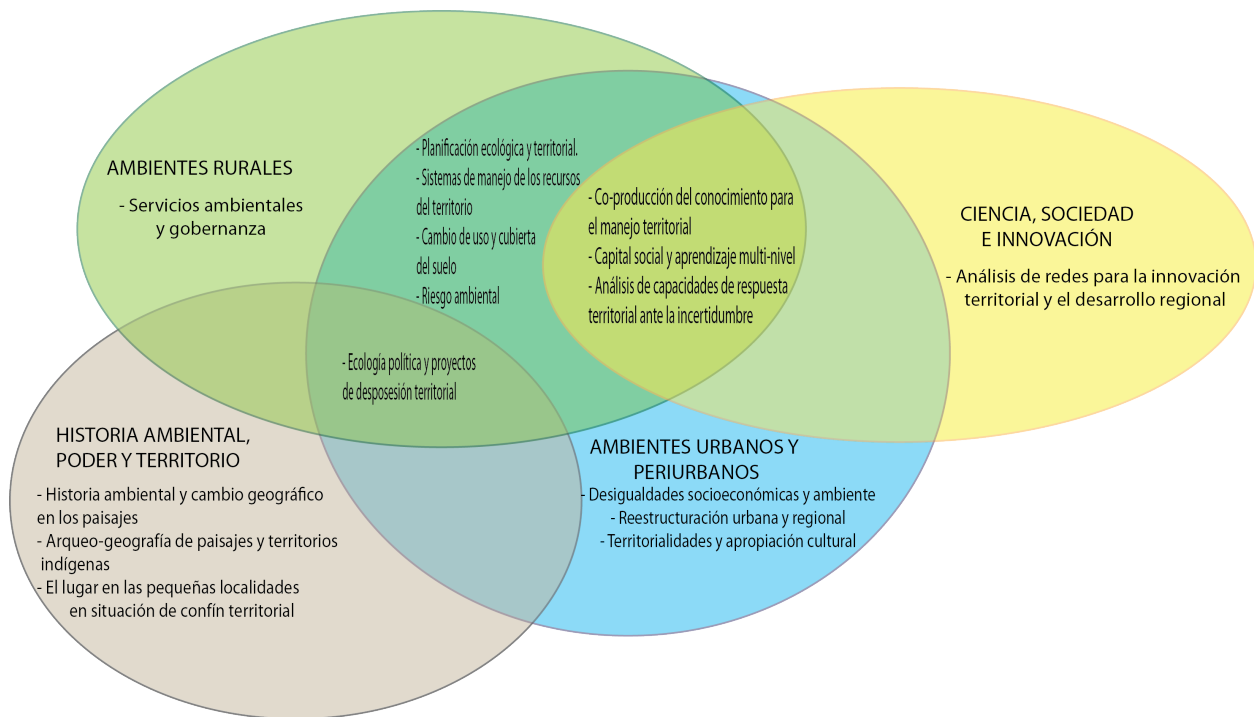 AMBIENTES RURALES
- Servicios ambientales
y gobernanza
- Planificación ecológica y territorial.
- Sistemas de manejo de los recursos
del territorio
- Cambio de uso y cubierta
del suelo
- Riesgo ambiental
- Co-producción del conocimiento para
el manejo territorial
- Capital social y aprendizaje multi-nivel
- Análisis de capacidades de respuesta
territorial ante la incertidumbre
CIENCIA, SOCIEDAD
E INNOVACIÓN
- Análisis de redes para la innovación
territorial y el desarrollo regional
- Ecología política y proyectos
de desposesión territorial
HISTORIA AMBIENTAL,
PODER Y TERRITORIO
- Historia ambiental y cambio geográfico
en los paisajes
- Arqueo-geografía de paisajes y territorios
indígenas
- El lugar en las pequeñas localidades
en situación de confín territorial
AMBIENTES URBANOS Y
PERIURBANOS
- Desigualdades socioeconómicas y ambiente
- Reestructuración urbana y regional
- Territorialidades y apropiación cultural